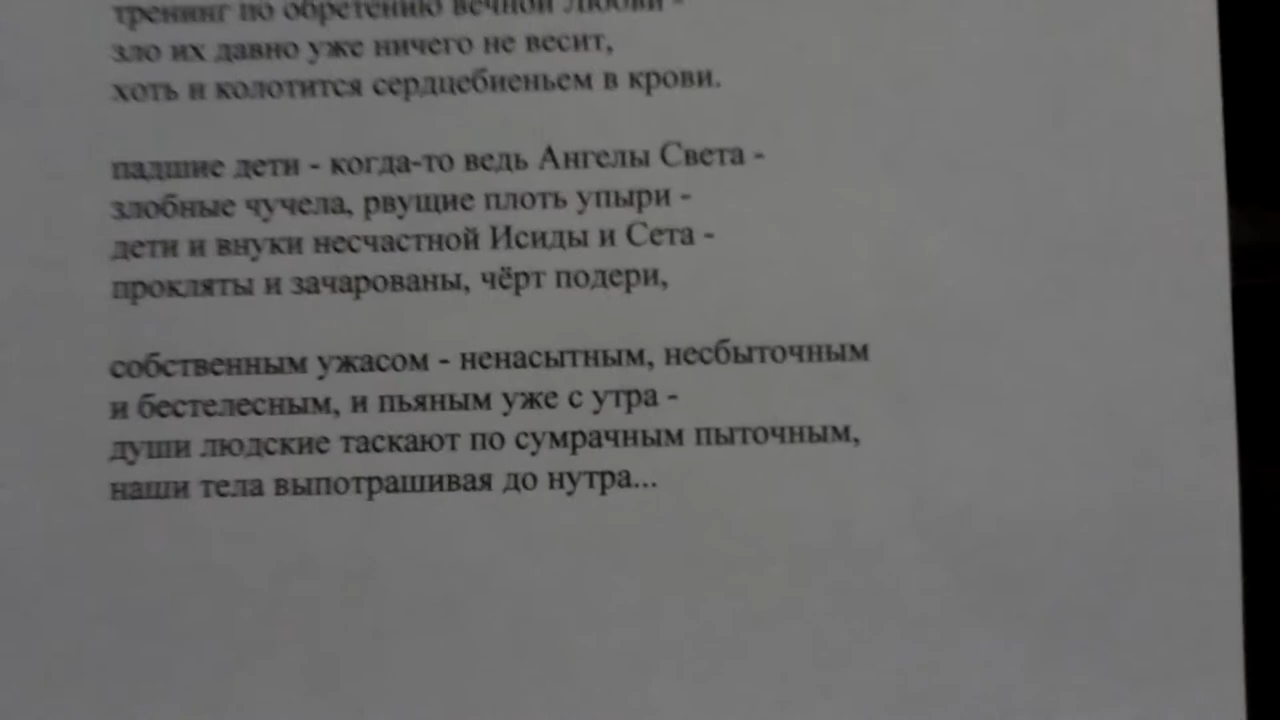 тренинг по обретению вечной Любви -
зло их давно уже ничего не весит,
хоть и колотится сердцебиеньем в крови.
падшие дети - когда-то ведь Ангелы Света -
злобные чучела, рвущие плоть упыри -
дети и внуки несчастной Исиды и Сета -
прокляты и зачарованы, чёрт подери,
собственным ужасом - ненасытным, несбыточным
и бестелесным, и пьяным уже с утра -
души людские таскают по сумрачным пыточным,
наши тела выпотрашивая до нутра...